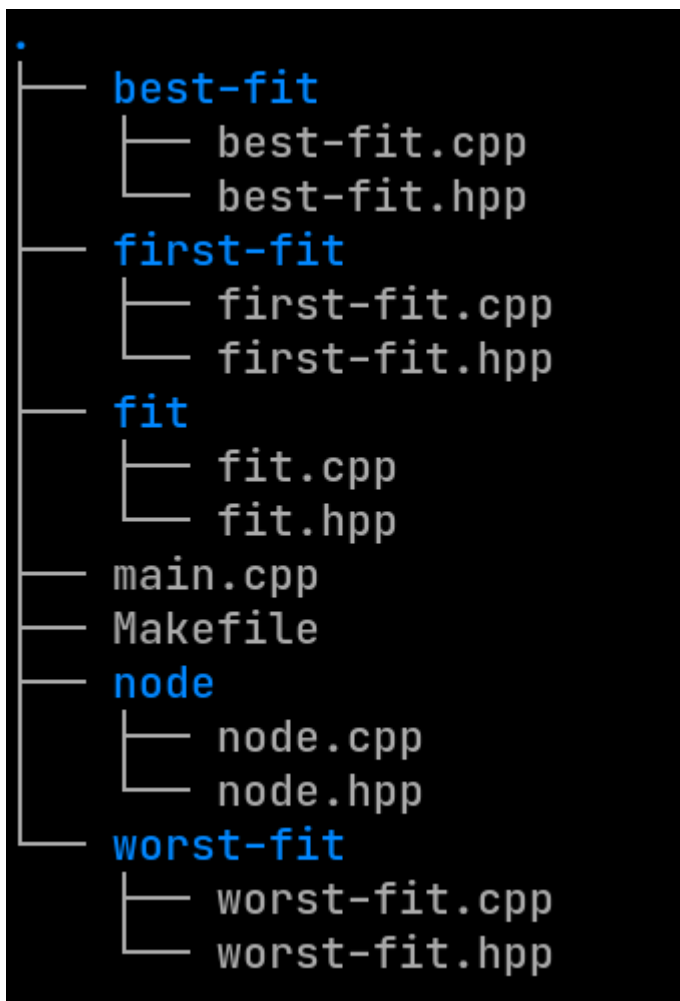 .
├── best-fit
│   ├── best-fit.cpp
│   └── best-fit.hpp
├── first-fit
│   ├── first-fit.cpp
│   └── first-fit.hpp
├── fit
│   ├── fit.cpp
│   └── fit.hpp
├── main.cpp
├── Makefile
├── node
│   ├── node.cpp
│   └── node.hpp
└── worst-fit
    ├── worst-fit.cpp
    └── worst-fit.hpp